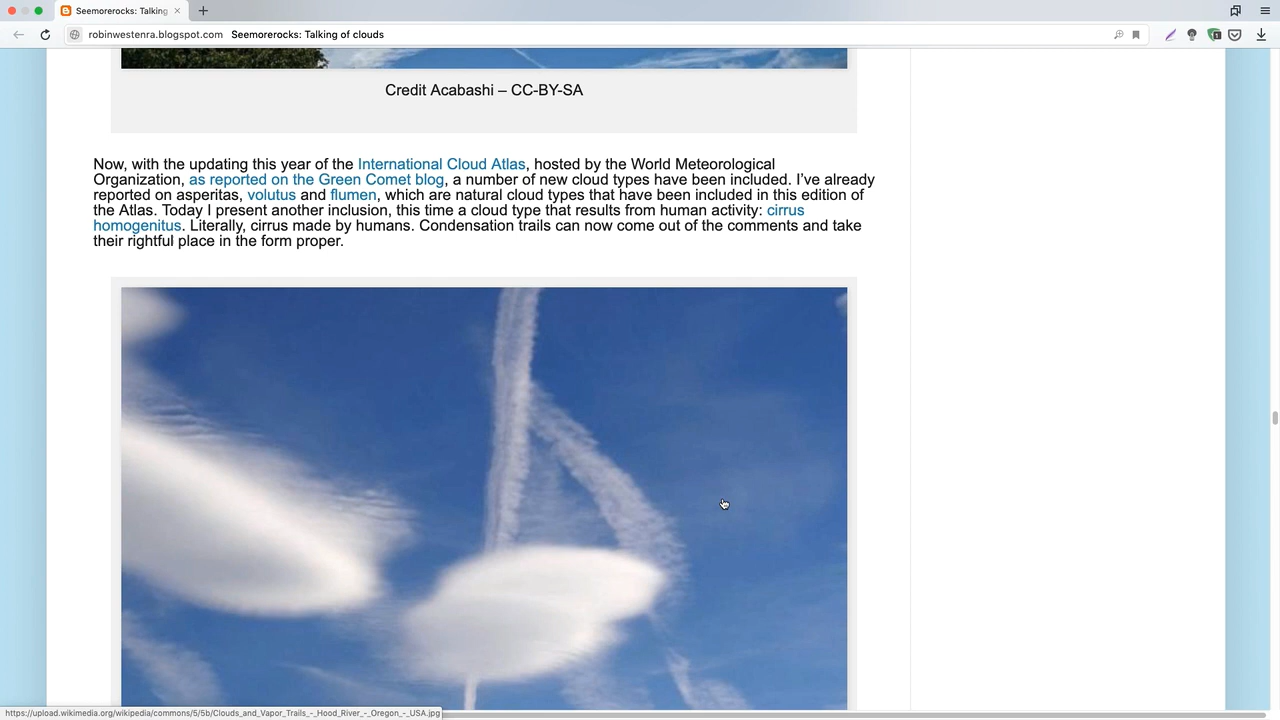 Seemorerocks: Talking
robinwestenra.blogspot.com Seemorerocks: Talking of clouds
Credit Acabashi – CC-BY-SA
Now, with the updating this year of the International Cloud Atlas, hosted by the World Meteorological
Organization, as reported on the Green Comet blog, a number of new cloud types have been included. I’ve already
reported on asperitas, volutus and flumen, which are natural cloud types that have been included in this edition of
the Atlas. Today I present another inclusion, this time a cloud type that results from human activity: cirrus
homogenitus. Literally, cirrus made by humans. Condensation trails can now come out of the comments and take
their rightful place in the form proper.
https://upload.wikimedia.org/wikipedia/commons/5/5b/Clouds_and_Vapor_Trails_-_Hood_River_-_Oregon_-_USA.jpg